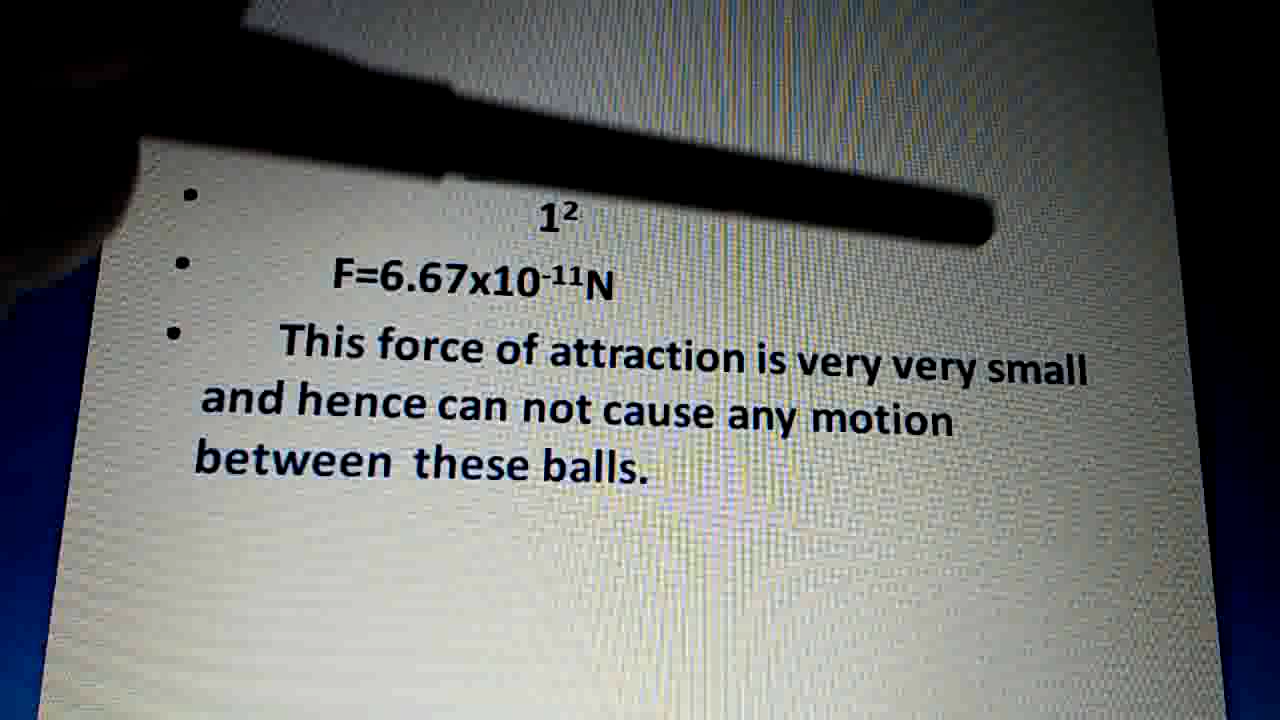 • 1²
• F=6.67x10⁻¹¹N
• This force of attraction is very very small
and hence can not cause any motion
between these balls.